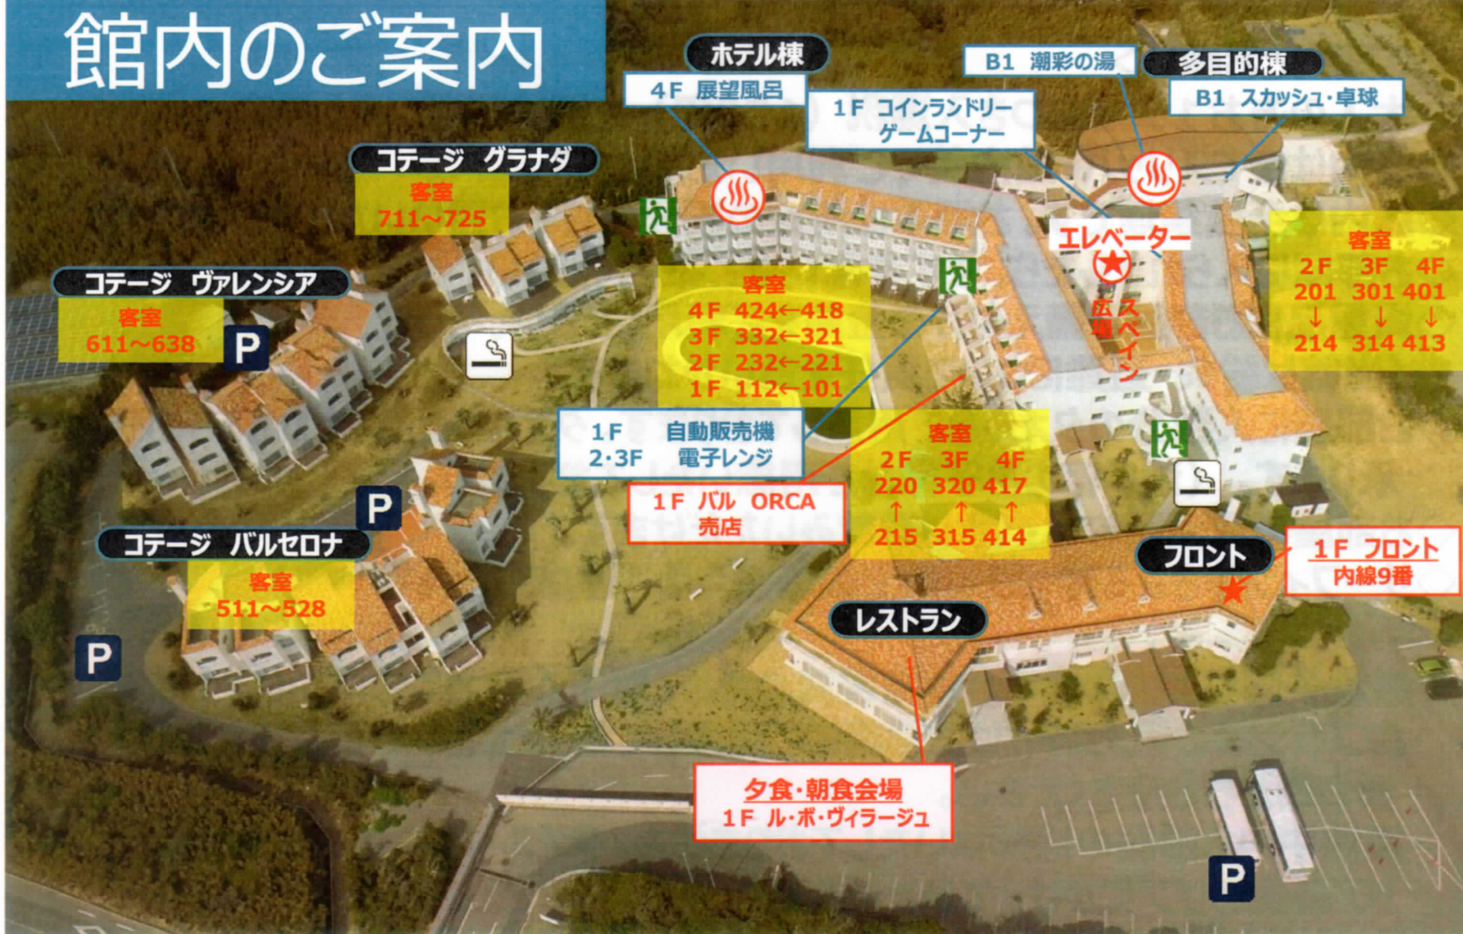 館内のご案内
ホテル棟
4F 展望風呂
B1 潮彩の湯
多目的棟
B1 スカッシュ・卓球
1F コインランドリー
ゲームコーナー
コテージ グラナダ
客室
711～725
コテージ ヴァレンシア
客室
611～638
P
エレベーター
スペイン
広場
客室
2F 3F 4F
201 301 401
↓ ↓ ↓
214 314 413
客室
4F 424←418
3F 332←321
2F 232←221
1F 112←101
1F 自動販売機
2・3F 電子レンジ
1F バル ORCA
売店
客室
2F 3F 4F
220 320 417
↑ ↑ ↑
215 315 414
P
コテージ バルセロナ
客室
511～528
P
フロント
1F フロント
内線9番
レストラン
夕食・朝食会場
1F ル・ボ・ヴィラージュ
P